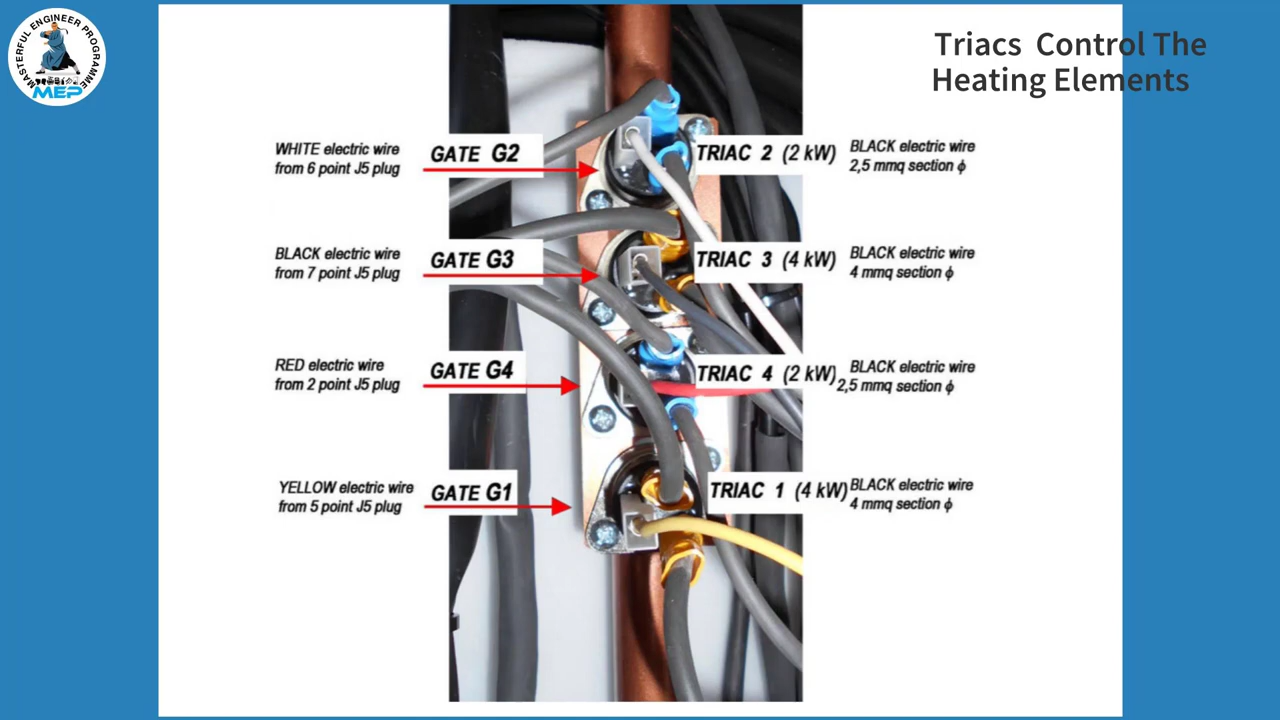 MASTERFUL ENGINEER PROGRAMME
MEP
Triacs Control The
Heating Elements
WHITE electric wire
from 6 point J5 plug
GATE G2
TRIAC 2 (2 kW)
BLACK electric wire
2,5 mmq section ϕ
BLACK electric wire
from 7 point J5 plug
GATE G3
TRIAC 3 (4 kW)
BLACK electric wire
4 mmq section ϕ
RED electric wire
from 2 point J5 plug
GATE G4
TRIAC 4 (2 kW)
BLACK electric wire
2,5 mmq section ϕ
YELLOW electric wire
from 5 point J5 plug
GATE G1
TRIAC 1 (4 kW)
BLACK electric wire
4 mmq section ϕ